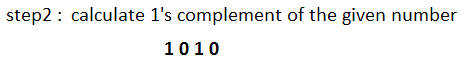 step2 : calculate 1's complement of the given number
1 0 1 0